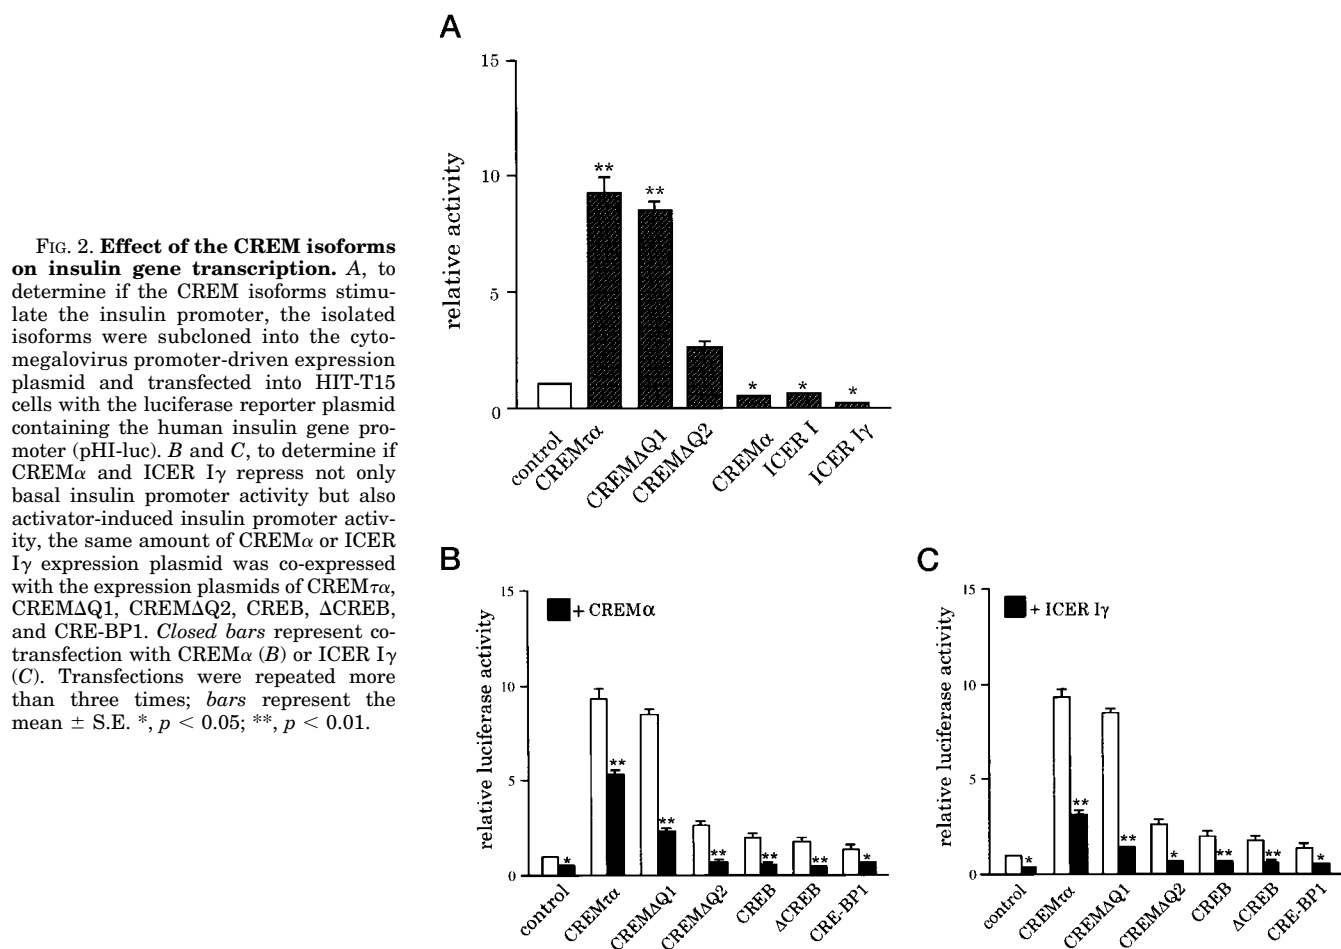 FIG. 2. Effect of the CREM isoforms
on insulin gene transcription. A, to
determine if the CREM isoforms stimu-
late the insulin promoter, the isolated
isoforms were subcloned into the cyto-
megalovirus promoter-driven expression
plasmid and transfected into HIT-T15
cells with the luciferase reporter plasmid
containing the human insulin gene pro-
moter (pHI-luc). B and C, to determine if
CREMα and ICER Iγ repress not only
basal insulin promoter activity but also
activator-induced insulin promoter activ-
ity, the same amount of CREMα or ICER
Iγ expression plasmid was co-expressed
with the expression plasmids of CREMτα,
CREMΔQ1, CREMΔQ2, CREB, ΔCREB,
and CRE-BP1. Closed bars represent co-
transfection with CREMα (B) or ICER Iγ
(C). Transfections were repeated more
than three times; bars represent the
mean ± S.E. *, p < 0.05; **, p < 0.01.
A
relative activity
15
10
5
0
** ** * * *
control CREMτα CREMΔQ1 CREMΔQ2 CREMα ICER I ICER Iγ
B
relative luciferase activity
15
10
5
0
+ CREMα
* ** ** ** ** ** *
control CREMτα CREMΔQ1 CREMΔQ2 CREB ΔCREB CRE-BP1
C
relative luciferase activity
15
10
5
0
+ ICER Iγ
* ** ** * ** ** *
control CREMτα CREMΔQ1 CREMΔQ2 CREB ΔCREB CRE-BP1